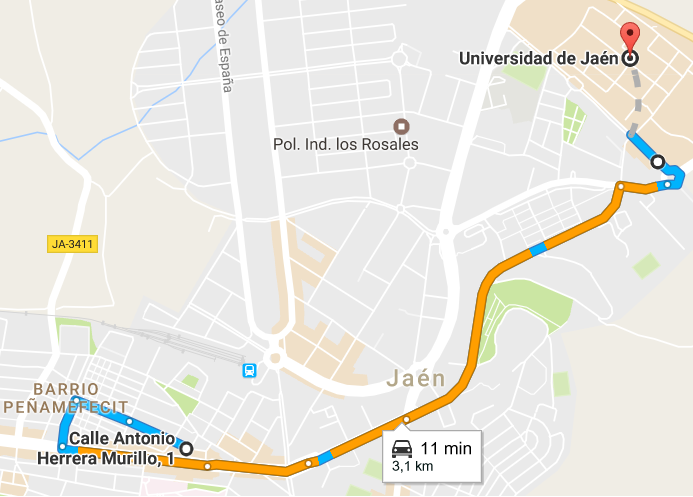 Paseo de España
Universidad de Jaén
Pol. Ind. los Rosales
JA-3411
Jaén
BARRIO
PEÑAMEFECIT
Calle Antonio
Herrera Murillo, 1
11 min
3,1 km